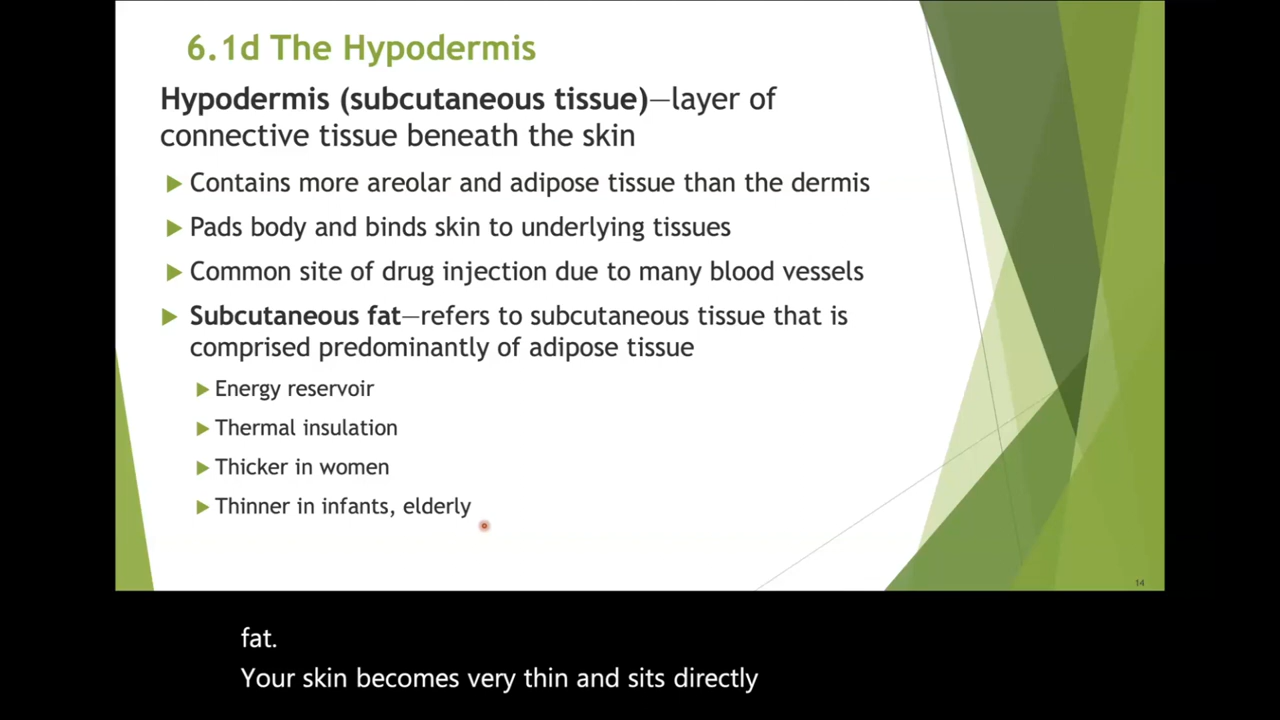 6.1d The Hypodermis
Hypodermis (subcutaneous tissue)—layer of
connective tissue beneath the skin
Contains more areolar and adipose tissue than the dermis
Pads body and binds skin to underlying tissues
Common site of drug injection due to many blood vessels
Subcutaneous fat—refers to subcutaneous tissue that is
comprised predominantly of adipose tissue
Energy reservoir
Thermal insulation
Thicker in women
Thinner in infants, elderly
14
fat.
Your skin becomes very thin and sits directly